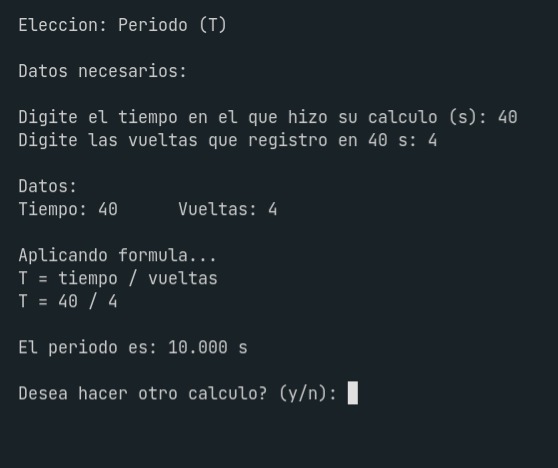 Eleccion: Periodo (T)
Datos necesarios:
Digite el tiempo en el que hizo su calculo (s): 40
Digite las vueltas que registro en 40 s: 4
Datos:
Tiempo: 40      Vueltas: 4
Aplicando formula...
T = tiempo / vueltas
T = 40 / 4
El periodo es: 10.000 s
Desea hacer otro calculo? (y/n):